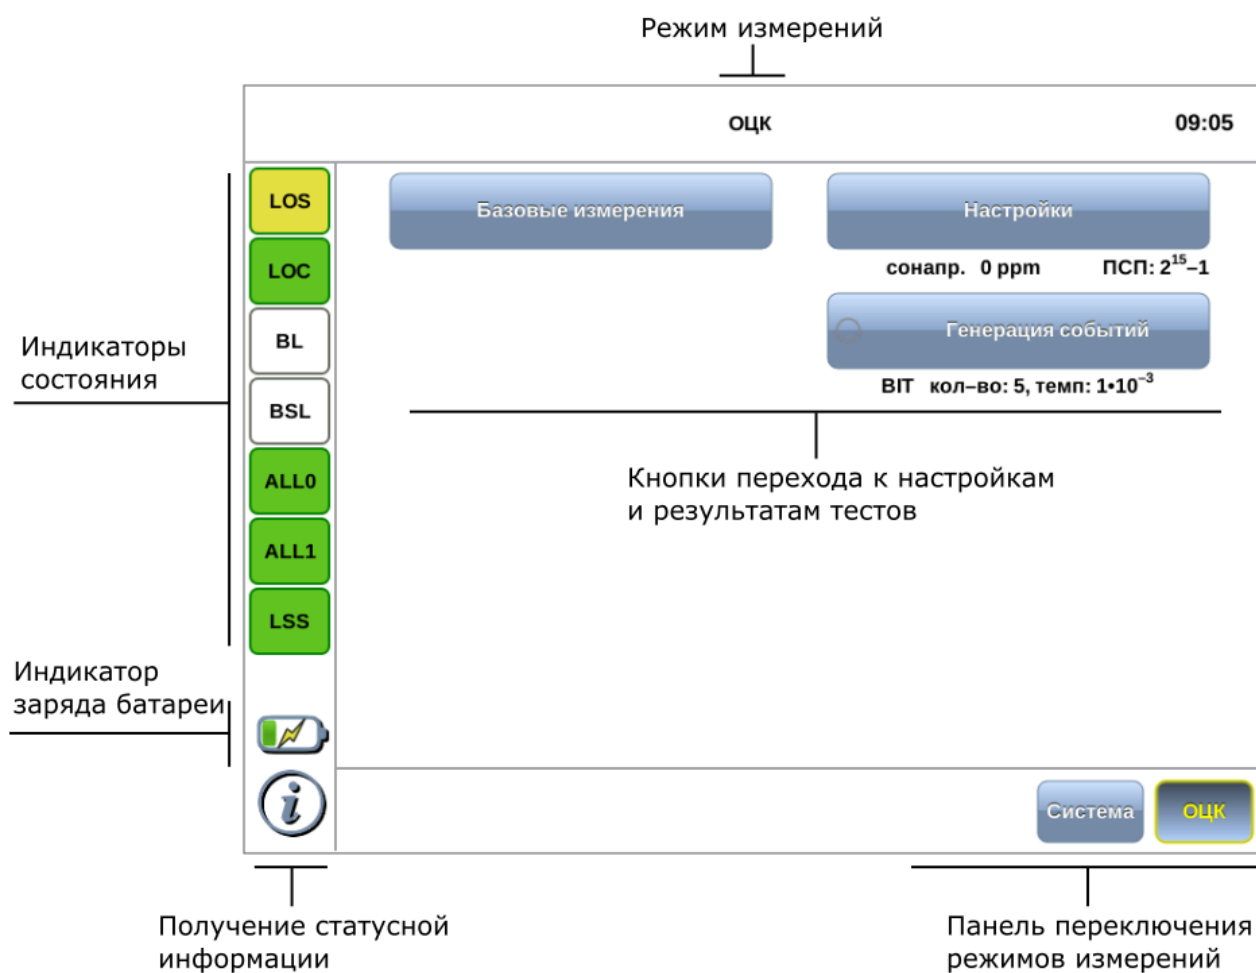 Режим измерений
ОЦК
09:05
LOS
LOC
BL
BSL
ALL0
ALL1
LSS
Базовые измерения
Настройки
сонапр. 0 ppm ПСП: 2¹⁵–1
Генерация событий
BIT кол–во: 5, темп: 1•10⁻³
Индикаторы
состояния
Кнопки перехода к настройкам
и результатам тестов
Индикатор
заряда батареи
i
Система
ОЦК
Получение статусной
информации
Панель переключения
режимов измерений